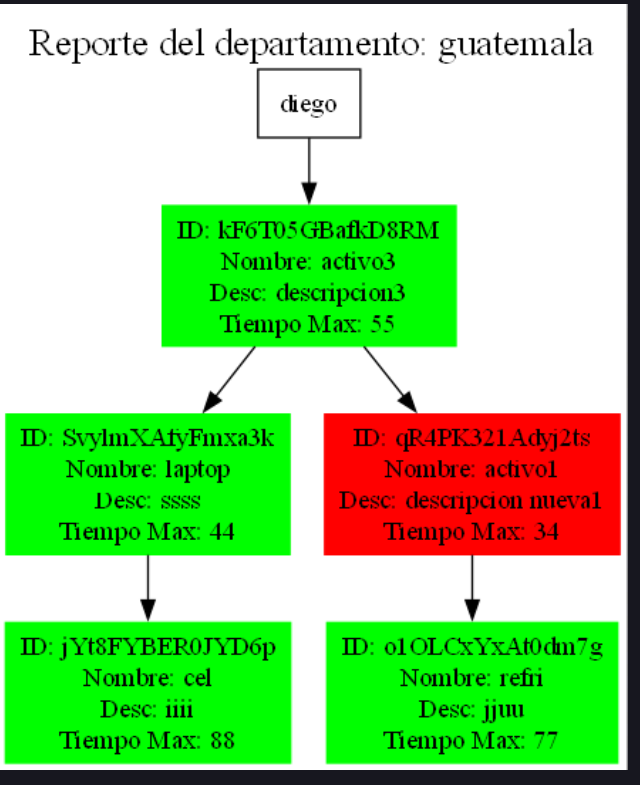 Reporte del departamento: guatemala
diego
ID: kF6T05GBafkD8RM
Nombre: activo3
Desc: descripcion3
Tiempo Max: 55
ID: SvylmXAfyFmxa3k
Nombre: laptop
Desc: ssss
Tiempo Max: 44
ID: qR4PK321Adyj2ts
Nombre: activo1
Desc: descripcion nueva1
Tiempo Max: 34
ID: jYt8FYBER0JYD6p
Nombre: cel
Desc: iiii
Tiempo Max: 88
ID: o1OLCxYxAt0dm7g
Nombre: refri
Desc: jjuu
Tiempo Max: 77